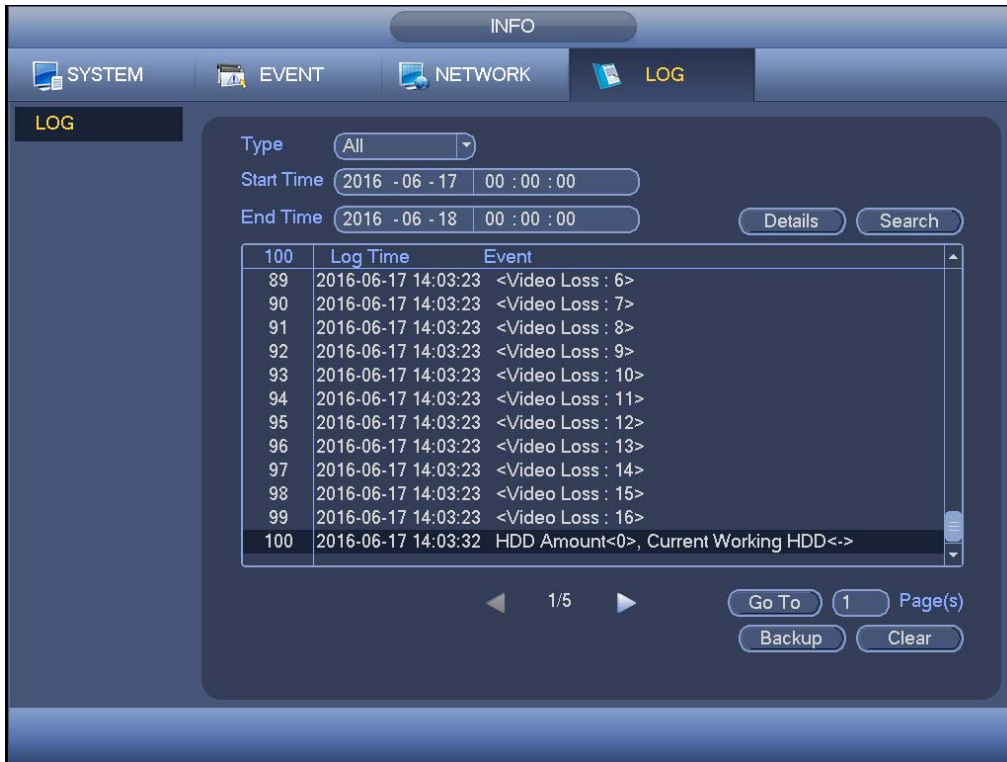 INFO
SYSTEM EVENT NETWORK LOG
LOG
Type All
Start Time 2016 - 06 - 17 00 : 00 : 00
End Time 2016 - 06 - 18 00 : 00 : 00
Details Search
100 Log Time Event
89 2016-06-17 14:03:23 <Video Loss : 6>
90 2016-06-17 14:03:23 <Video Loss : 7>
91 2016-06-17 14:03:23 <Video Loss : 8>
92 2016-06-17 14:03:23 <Video Loss : 9>
93 2016-06-17 14:03:23 <Video Loss : 10>
94 2016-06-17 14:03:23 <Video Loss : 11>
95 2016-06-17 14:03:23 <Video Loss : 12>
96 2016-06-17 14:03:23 <Video Loss : 13>
97 2016-06-17 14:03:23 <Video Loss : 14>
98 2016-06-17 14:03:23 <Video Loss : 15>
99 2016-06-17 14:03:23 <Video Loss : 16>
100 2016-06-17 14:03:32 HDD Amount<0>, Current Working HDD<->
1/5 Go To 1 Page(s)
Backup Clear